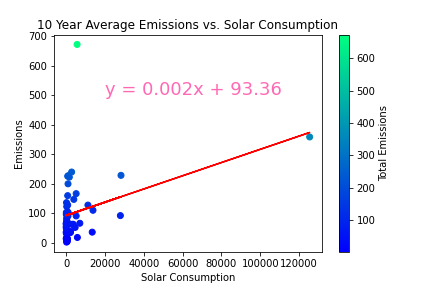 10 Year Average Emissions vs. Solar Consumption
700
600
500
400
300
200
100
0
y = 0.002x + 93.36
Emissions
0 20000 40000 60000 80000 100000 120000
Solar Consumption
600
500
400
300
200
100
Total Emissions